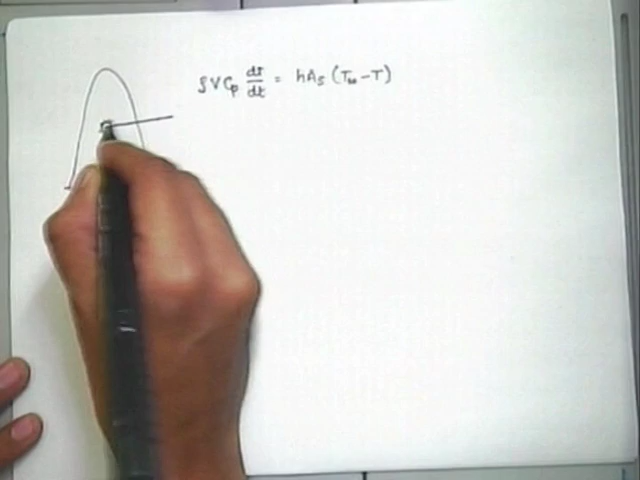 ρVCp dT/dt = hAs (T∞ - T)